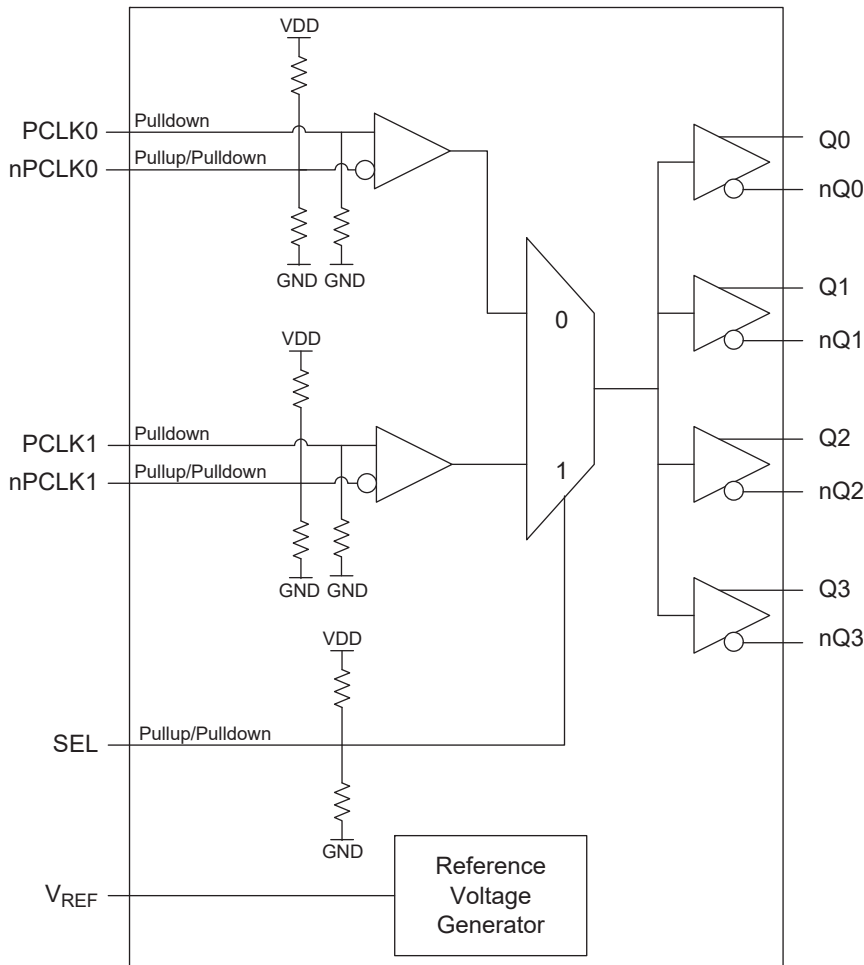 VDD
PCLK0
Pulldown
nPCLK0
Pullup/Pulldown
GND GND
Q0
nQ0
Q1
nQ1
0
VDD
PCLK1
Pulldown
nPCLK1
Pullup/Pulldown
1
GND GND
Q2
nQ2
Q3
nQ3
VDD
SEL
Pullup/Pulldown
GND
VREF
Reference
Voltage
Generator